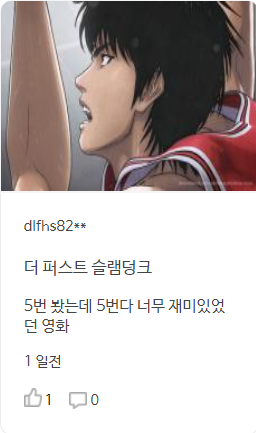 dlfhs82**
더 퍼스트 슬램덩크
5번 봤는데 5번다 너무 재미있었
던 영화
1 일전
1
0